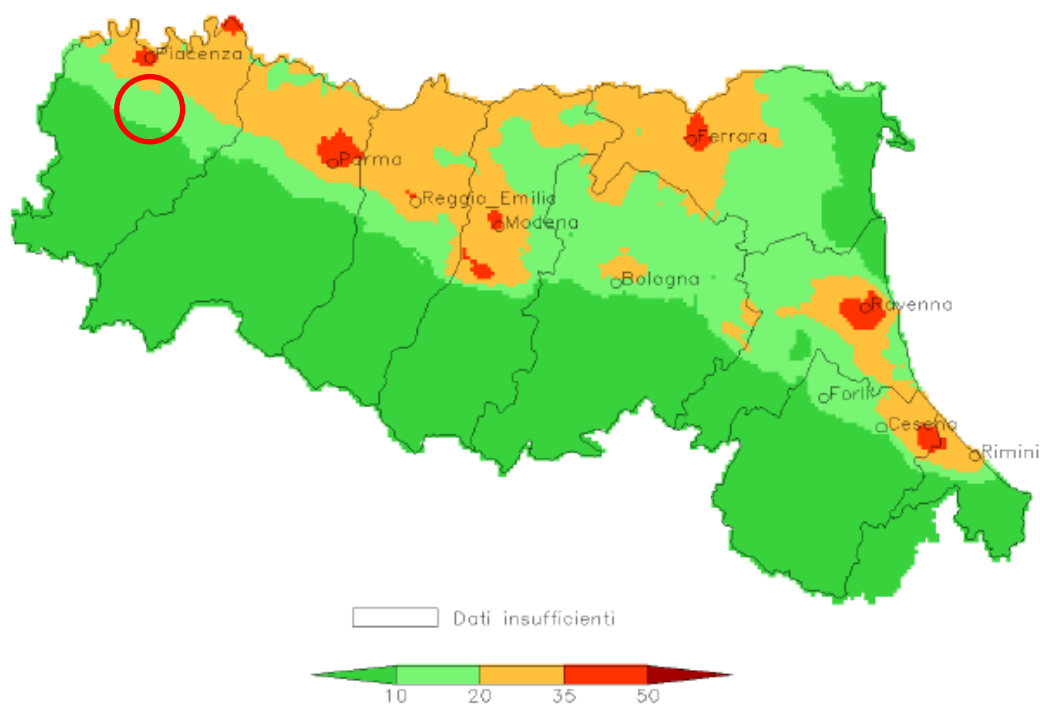 Piacenza
Ferrara
Parma
Reggio_Emilia
Modena
Bologna
Ravenna
Forlì
Cesena
Rimini
Dati insufficienti
10 20 35 50